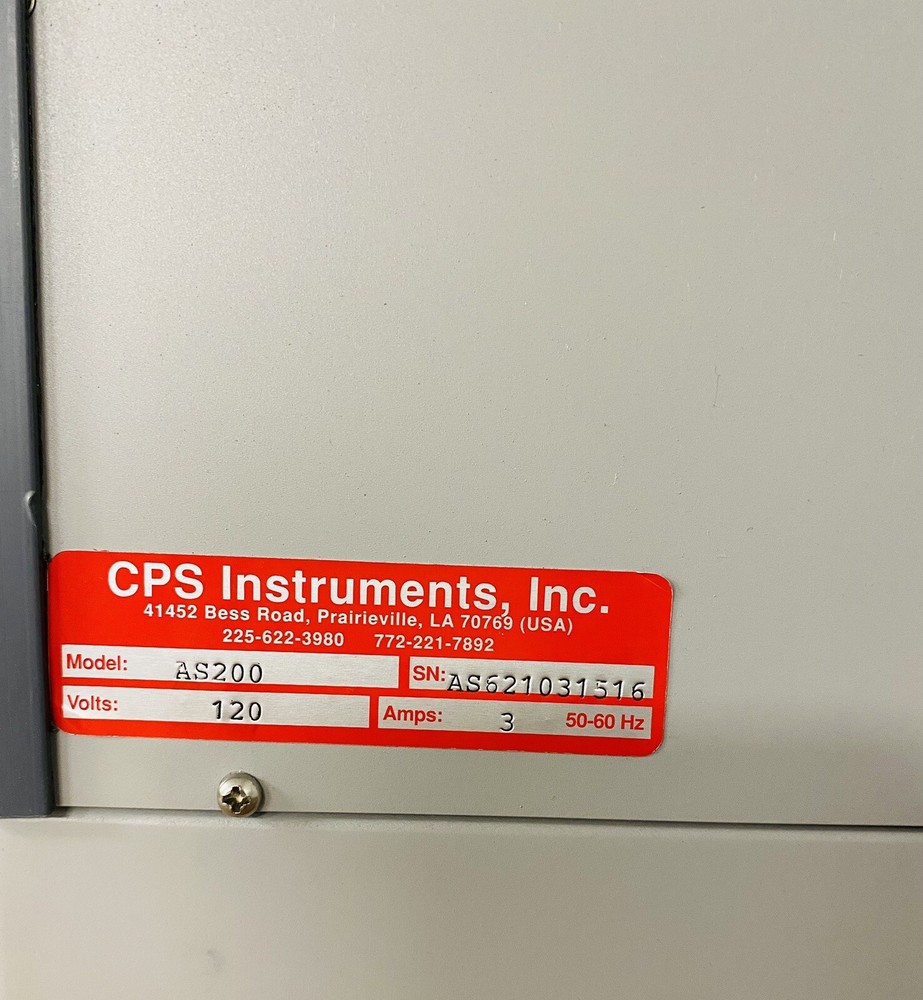 CPS Instruments, Inc.
41452 Bess Road, Prairieville, LA 70769 (USA)
225-622-3980 772-221-7892
Model: AS200 SN: AS621031516
Volts: 120 Amps: 3 50-60 Hz